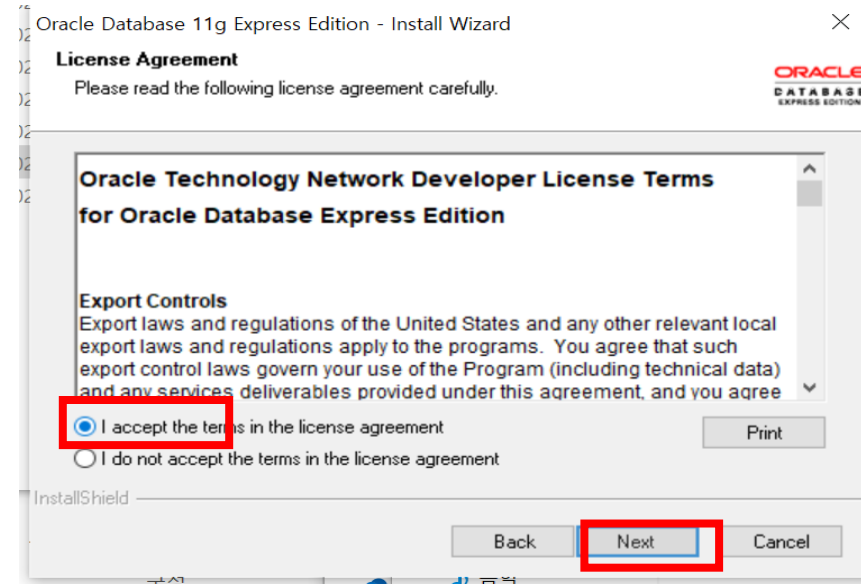 Oracle Database 11g Express Edition - Install Wizard
License Agreement
Please read the following license agreement carefully.
ORACLE
DATABASE
EXPRESS EDITION
Oracle Technology Network Developer License Terms
for Oracle Database Express Edition
Export Controls
Export laws and regulations of the United States and any other relevant local
export laws and regulations apply to the programs. You agree that such
export control laws govern your use of the Program (including technical data)
and any services deliverables provided under this agreement, and you agree
I accept the terms in the license agreement
Print
I do not accept the terms in the license agreement
InstallShield
Back
Next
Cancel